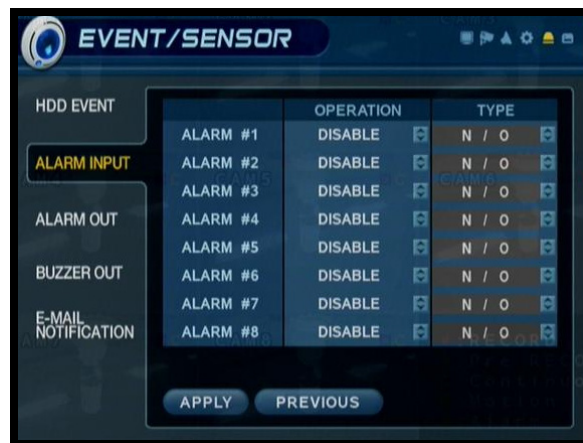 EVENT/SENSOR
HDD EVENT
ALARM INPUT
ALARM OUT
BUZZER OUT
E-MAIL
NOTIFICATION
OPERATION TYPE
ALARM #1 DISABLE N / O
ALARM #2 DISABLE N / O
ALARM #3 DISABLE N / O
ALARM #4 DISABLE N / O
ALARM #5 DISABLE N / O
ALARM #6 DISABLE N / O
ALARM #7 DISABLE N / O
ALARM #8 DISABLE N / O
APPLY PREVIOUS